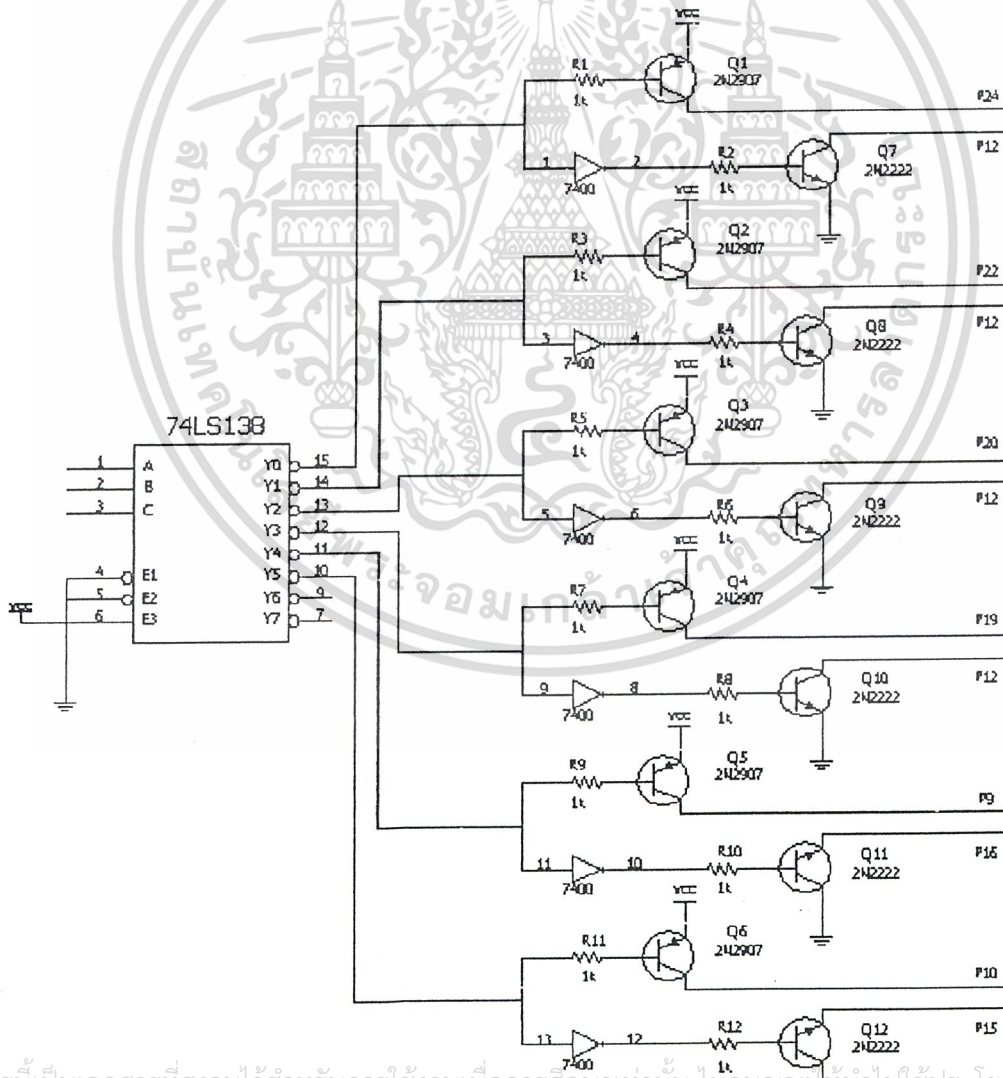 VCC
R1
1k
Q1
2N2907
P24
P12
1
2
7400
R2
1k
Q7
2N2222
VCC
R3
1k
Q2
2N2907
P22
P12
3
4
7400
R4
1k
Q8
2N2222
VCC
R5
1k
Q3
2N2907
P20
P12
5
6
7400
R6
1k
Q9
2N2222
VCC
R7
1k
Q4
2N2907
P19
P12
9
8
7400
R8
1k
Q10
2N2222
VCC
R9
1k
Q5
2N2907
P9
P16
11
10
7400
R10
1k
Q11
2N2222
VCC
R11
1k
Q6
2N2907
P10
P15
13
12
7400
R12
1k
Q12
2N2222
74LS138
1 A Y0 15
2 B Y1 14
3 C Y2 13
Y3 12
Y4 11
4 E1 Y5 10
5 E2 Y6 9
VCC 6 E3 Y7 7